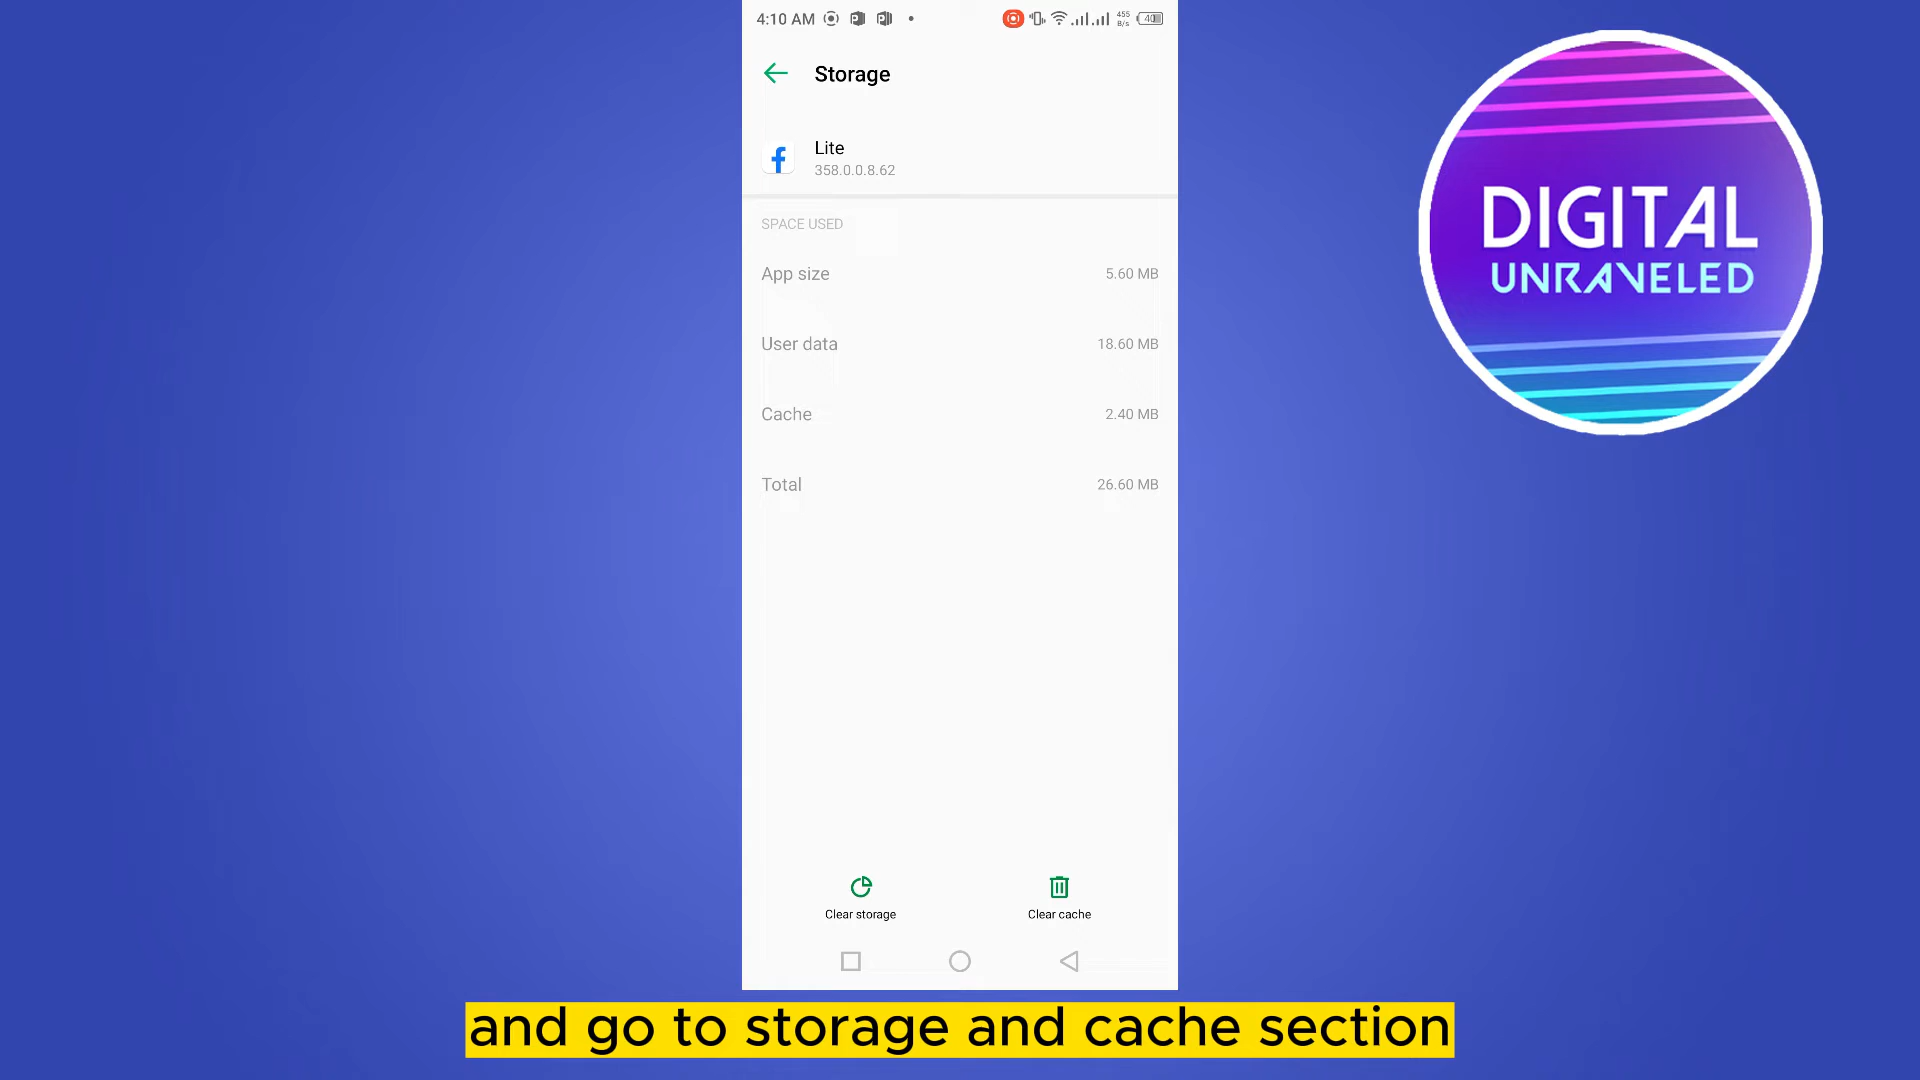 4:10 AM
455
B/s
40
Storage
Lite
358.0.0.8.62
SPACE USED
App size 5.60 MB
User data 18.60 MB
Cache 2.40 MB
Total 26.60 MB
Clear storage Clear cache
DIGITAL
UNRAVELED
and go to storage and cache section